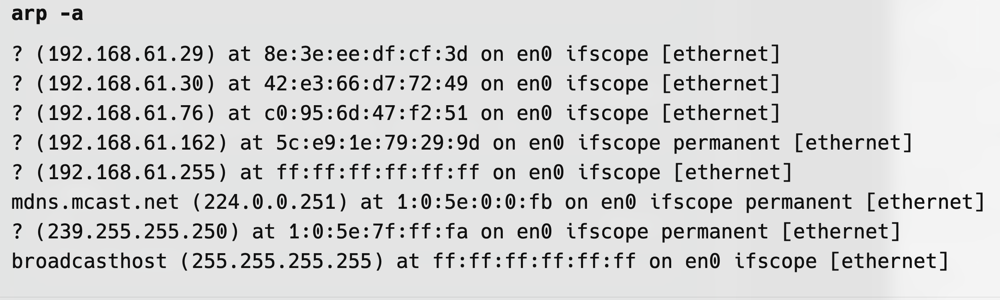 arp -a
? (192.168.61.29) at 8e:3e:ee:df:cf:3d on en0 ifscope [ethernet]
? (192.168.61.30) at 42:e3:66:d7:72:49 on en0 ifscope [ethernet]
? (192.168.61.76) at c0:95:6d:47:f2:51 on en0 ifscope [ethernet]
? (192.168.61.162) at 5c:e9:1e:79:29:9d on en0 ifscope permanent [ethernet]
? (192.168.61.255) at ff:ff:ff:ff:ff:ff on en0 ifscope [ethernet]
mdns.mcast.net (224.0.0.251) at 1:0:5e:0:0:fb on en0 ifscope permanent [ethernet]
? (239.255.255.250) at 1:0:5e:7f:ff:fa on en0 ifscope permanent [ethernet]
broadcasthost (255.255.255.255) at ff:ff:ff:ff:ff:ff on en0 ifscope [ethernet]